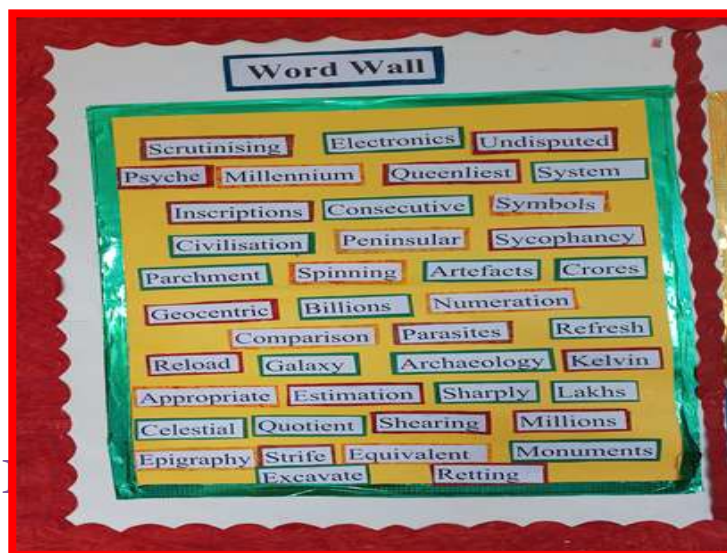 Word Wall
Scrutinising Electronics Undisputed
Psyche Millennium Queenliest System
Inscriptions Consecutive Symbols
Civilisation Peninsular Sycophancy
Parchment Spinning Artefacts Crores
Geocentric Billions Numeration
Comparison Parasites Refresh
Reload Galaxy Archaeology Kelvin
Appropriate Estimation Sharply Lakhs
Celestial Quotient Shearing Millions
Epigraphy Strife Equivalent Monuments
Excavate Retting